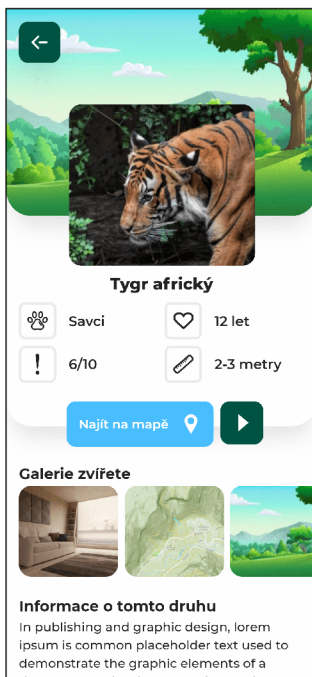 Tygr africký
Savci
12 let
6/10
2-3 metry
Najít na mapě
Galerie zvířete
Informace o tomto druhu
In publishing and graphic design, lorem
ipsum is common placeholder text used to
demonstrate the graphic elements of a